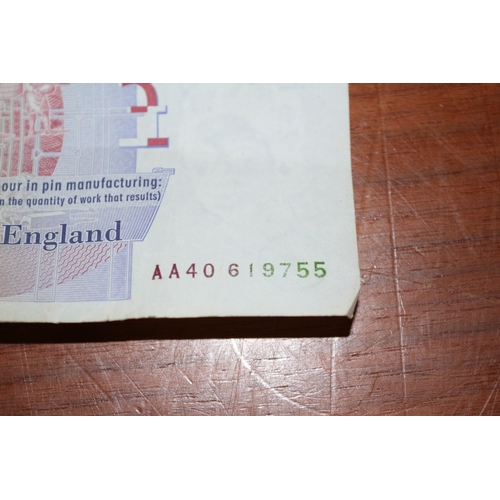 our in pin manufacturing:
the quantity of work that results)
England
AA40 619755